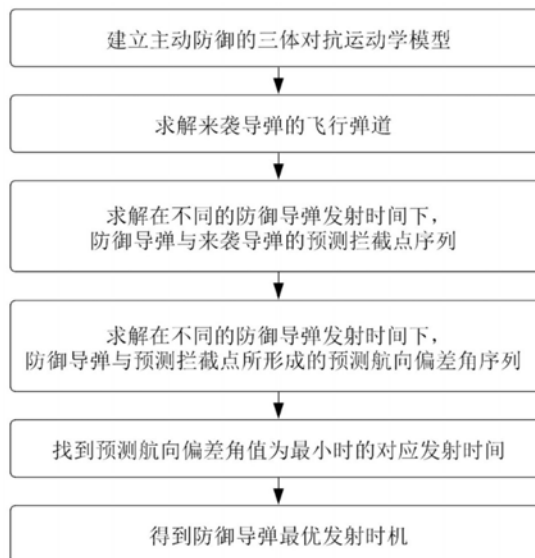 建立主动防御的三体对抗运动学模型
求解来袭导弹的飞行弹道
求解在不同的防御导弹发射时间下，
防御导弹与来袭导弹的预测拦截点序列
求解在不同的防御导弹发射时间下，
防御导弹与预测拦截点所形成的预测航向偏差角序列
找到预测航向偏差角值为最小时的对应发射时间
得到防御导弹最优发射时机